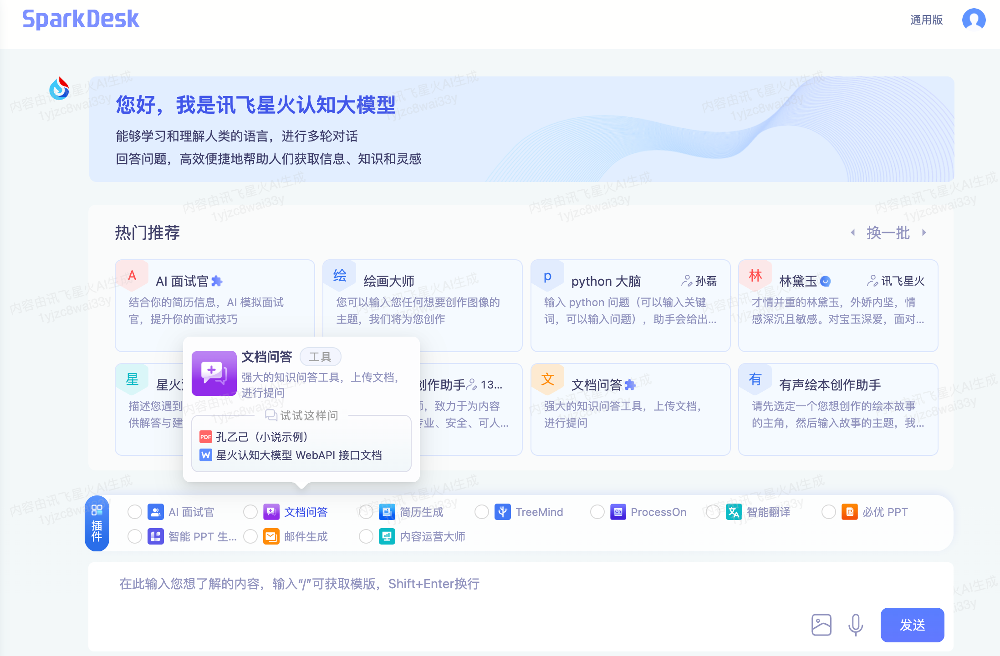 SparkDesk
通用版
您好，我是讯飞星火认知大模型
能够学习和理解人类的语言，进行多轮对话
回答问题，高效便捷地帮助人们获取信息、知识和灵感
热门推荐
换一批
A
AI 面试官
结合你的简历信息，AI 模拟面试
官，提升你的面试技巧
绘
绘画大师
您可以输入您任何想要创作图像的
主题，我们将为您创作
p
python 大脑
孙磊
输入 python 问题（可以输入关键
词，可以输入问题），助手会给出...
林
林黛玉
讯飞星火
才情并重的林黛玉，外娇内坚，情
感深沉且敏感。对宝玉深爱，面对...
星
星火
描述您遇到
供解答与建
文档问答
工具
强大的知识问答工具，上传文档，
进行提问
试试这样问
PDF
孔乙己（小说示例）
W
星火认知大模型 WebAPI 接口文档
创作助手
13...
，致力于为内容
业、安全、可人...
文
文档问答
强大的知识问答工具，上传文档，
进行提问
有
有声绘本创作助手
请先选定一个您想创作的绘本故事
的主角，然后输入故事的主题，我...
插件
AI 面试官
文档问答
简历生成
TreeMind
On
ProcessOn
智能翻译
必优 PPT
智能 PPT 生...
邮件生成
内容运营大师
在此输入您想了解的内容，输入“/”可获取模版，Shift+Enter换行
发送
内容由讯飞星火AI生成
1yjzc8wai33y